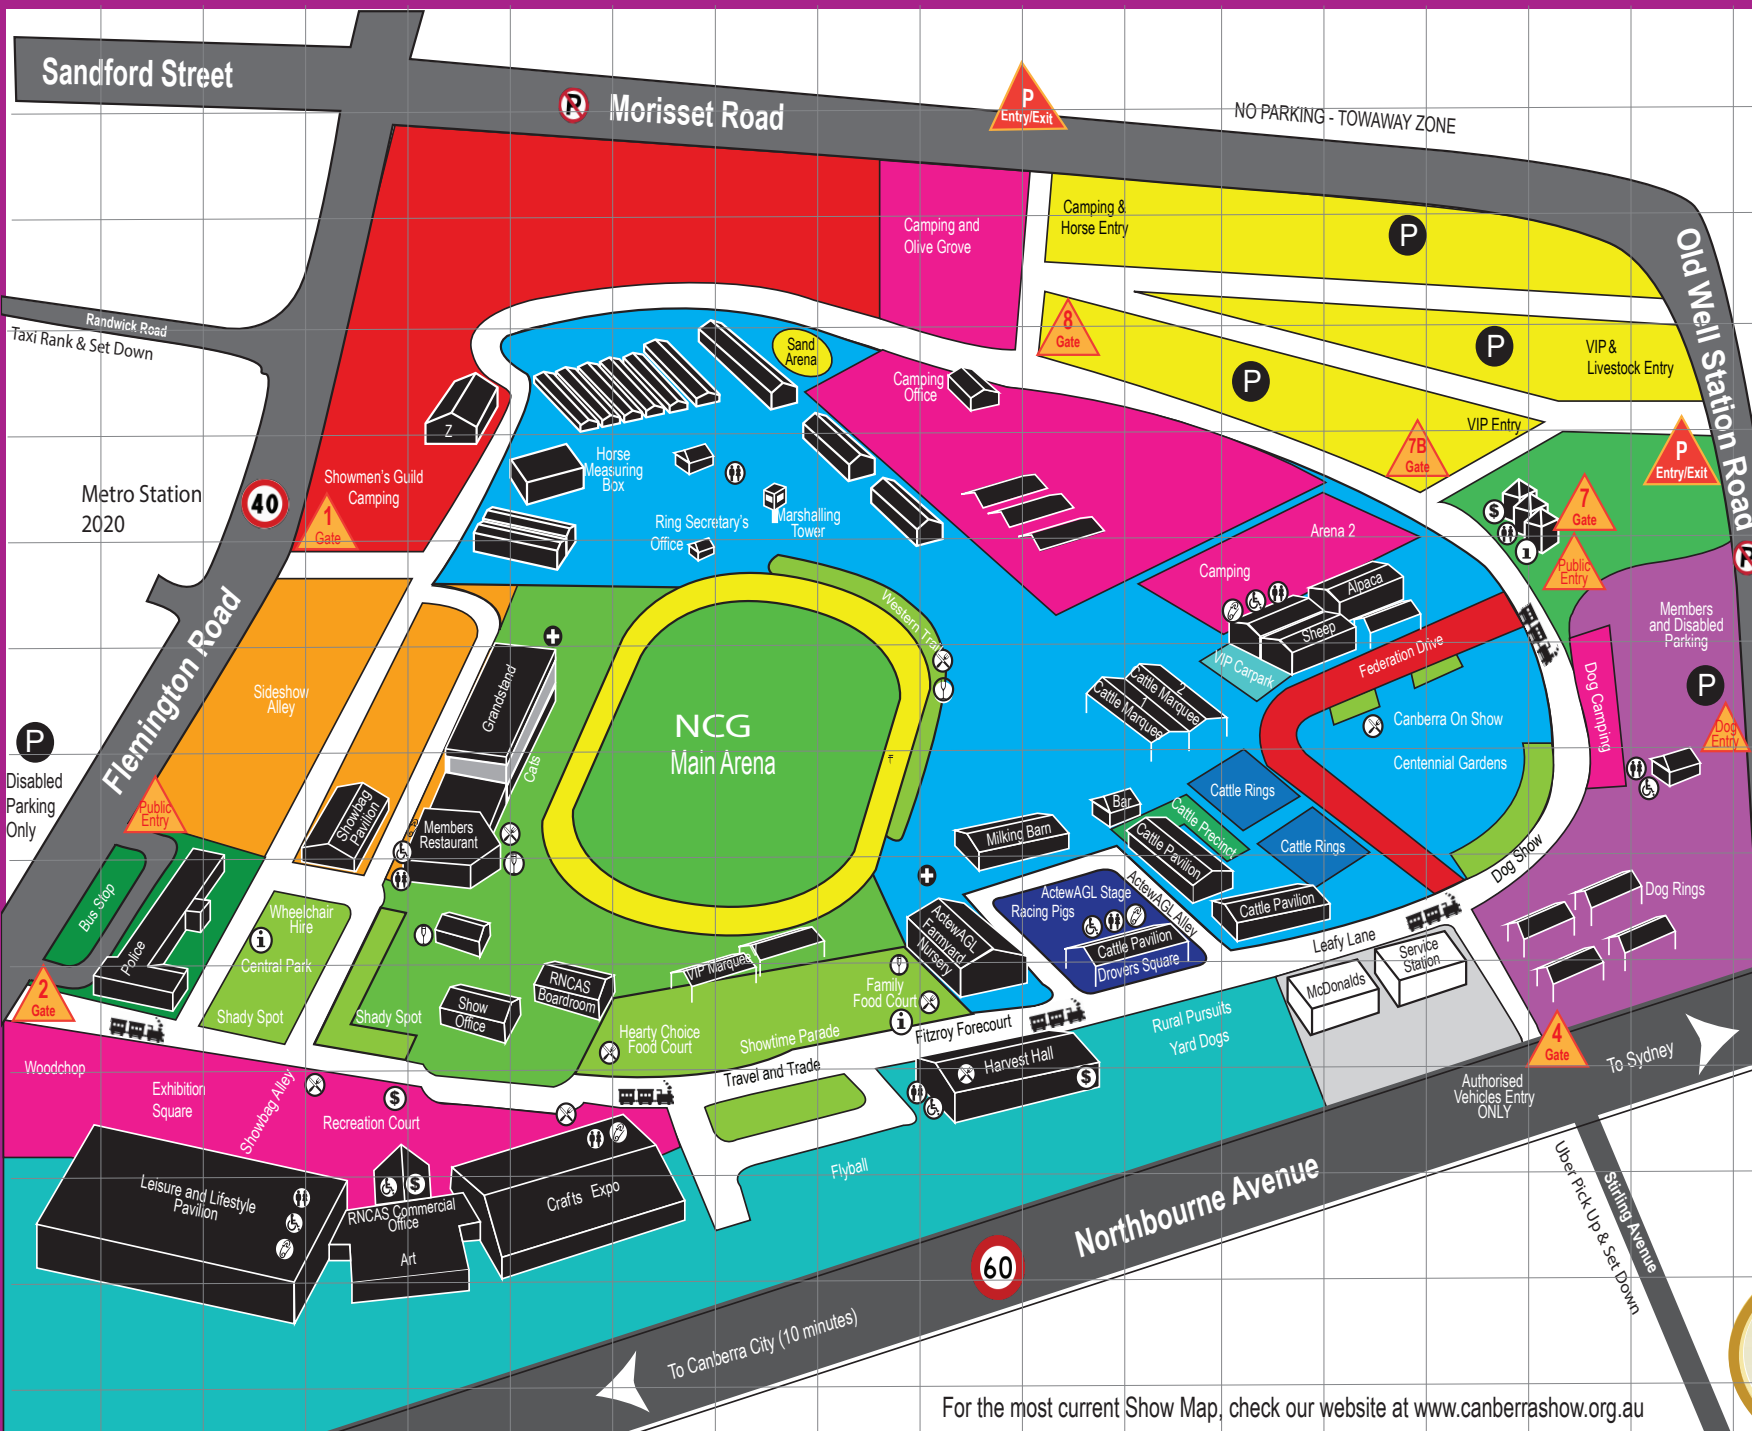 Sandford Street
Morisset Road
P
Entry/Exit
NO PARKING - TOWAWAY ZONE
Camping and
Olive Grove
Camping &
Horse Entry
P
Old Well Station Road
Randwick Road
Taxi Rank & Set Down
8
Gate
P
P
VIP &
Livestock Entry
VIP Entry
Sand
Arena
Camping
Office
Z
7B
Gate
P
Entry/Exit
Horse
Measuring
Box
Showmen's Guild
Camping
Metro Station
2020
40
1
Gate
Ring Secretary's
Office
Marshalling
Tower
Arena 2
Camping
$
i
7
Gate
Public
Entry
Alpaca
Sheep
VIP Carpark
Federation Drive
Members
and Disabled
Parking
P
Dog
Entry
Dog Camping
Western Trail
Flemington Road
Sideshow
Alley
Grandstand
Cats
NCG
Main Arena
Cattle Marquee
2
Cattle Marquee
1
Canberra On Show
Centennial Gardens
P
Disabled
Parking
Only
Public
Entry
Showbag
Pavilion
Members
Restaurant
Bar
Milking Barn
Cattle Precinct
Cattle Pavilion
Cattle Rings
Cattle Rings
Dog Show
Bus Stop
Police
Wheelchair
Hire
i
Central Park
Shady Spot
Shady Spot
ActewAGL
Farmyard
Nursery
ActewAGL Stage
Racing Pigs
ActewAGL Alley
Cattle Pavilion
Drovers Square
Cattle Pavilion
Leafy Lane
Dog Rings
Service
Station
McDonalds
2
Gate
RNCAS
Boardroom
Show
Office
VIP Marquee
Family
Food Court
i
Hearty Choice
Food Court
Showtime Parade
Fitzroy Forecourt
Travel and Trade
Harvest Hall
$
Rural Pursuits
Yard Dogs
4
Gate
To Sydney
Authorised
Vehicles Entry
ONLY
Woodchop
Exhibition
Square
Showbag Alley
$
Recreation Court
Flyball
Leisure and Lifestyle
Pavilion
$
RNCAS Commercial
Office
Art
Crafts Expo
60
Northbourne Avenue
Stirling Avenue
Uber Pick Up & Set Down
To Canberra City (10 minutes)
For the most current Show Map, check our website at www.canberrashow.org.au